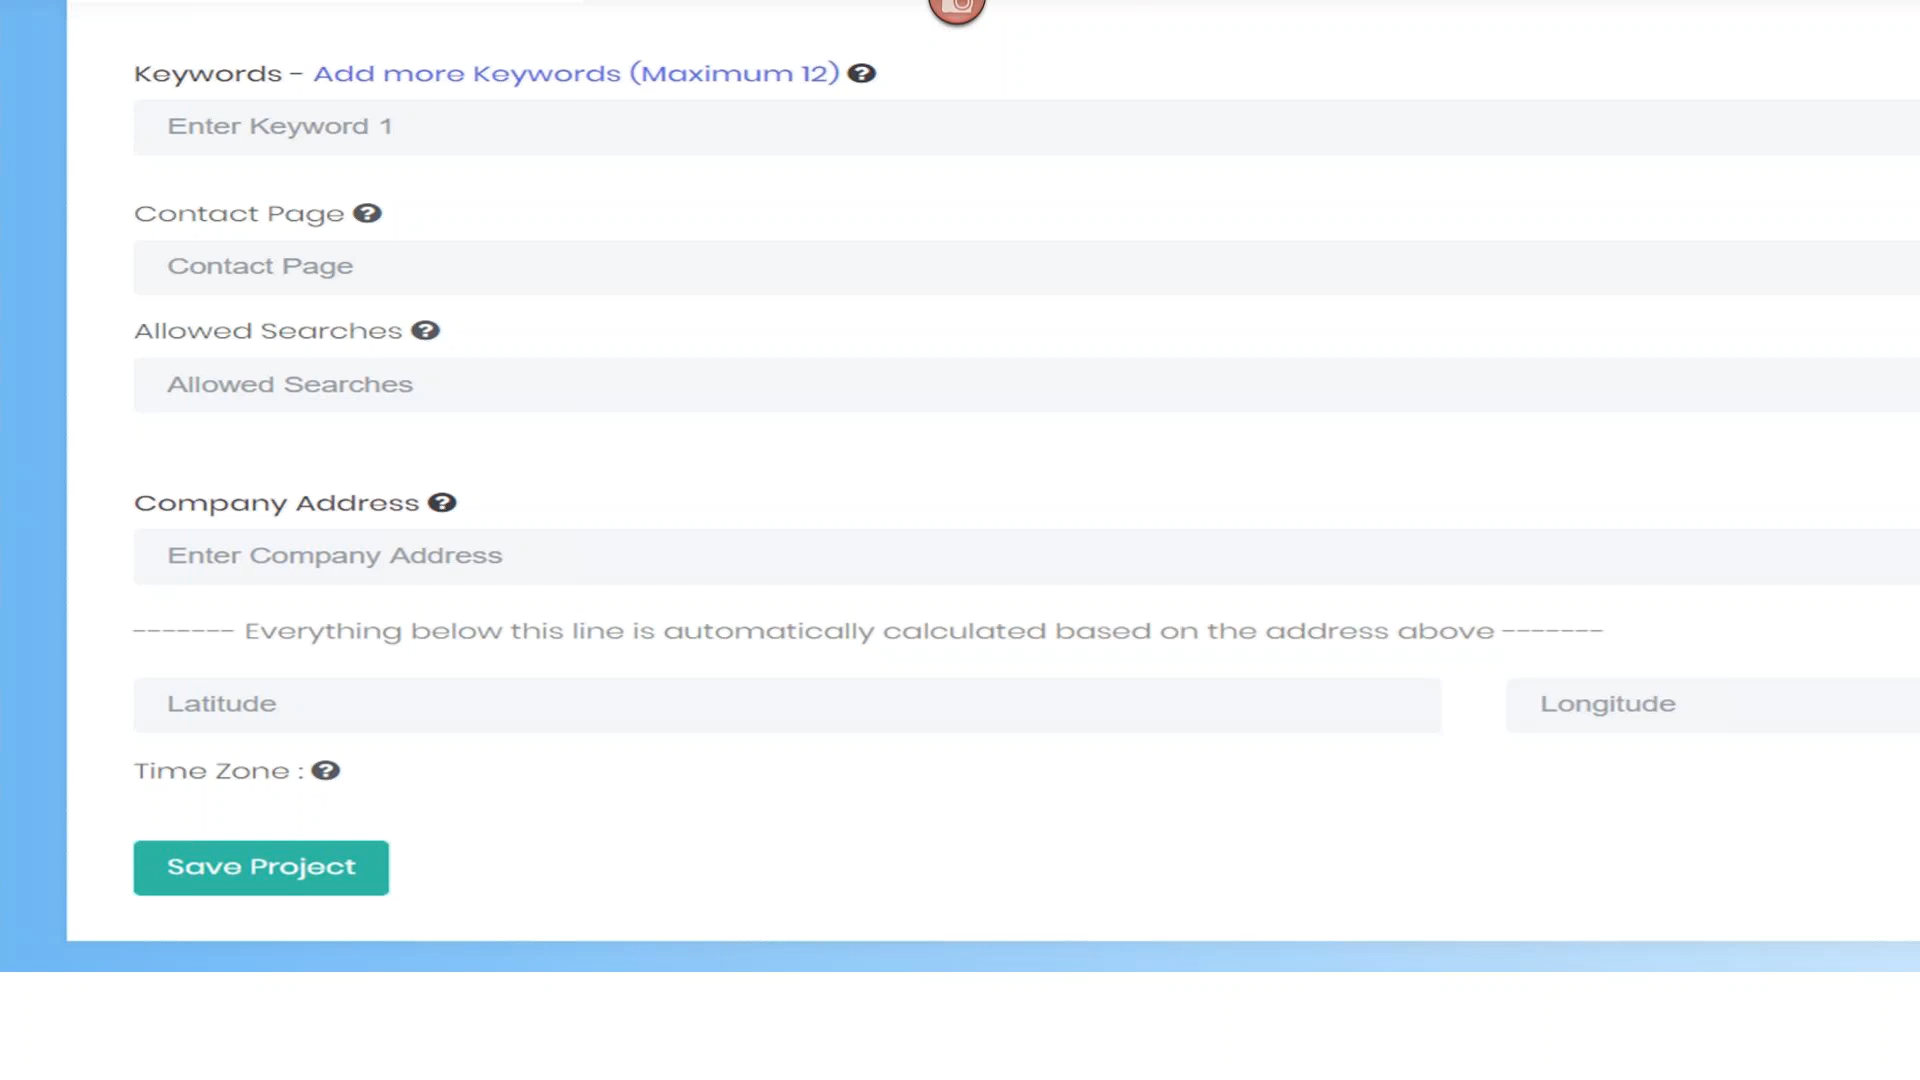 Keywords - Add more Keywords (Maximum 12)
Enter Keyword 1
Contact Page
Contact Page
Allowed Searches
Allowed Searches
Company Address
Enter Company Address
------- Everything below this line is automatically calculated based on the address above -------
Latitude Longitude
Time Zone :
Save Project